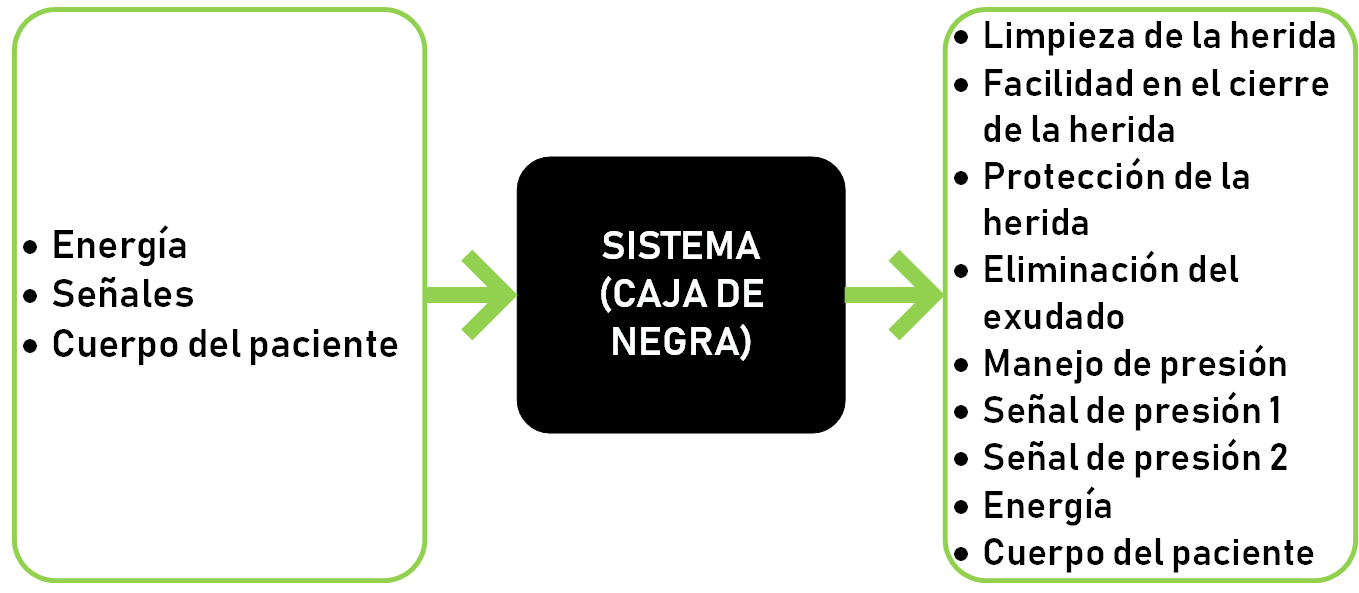 • Energía
• Señales
• Cuerpo del paciente
SISTEMA
(CAJA DE
NEGRA)
• Limpieza de la herida
• Facilidad en el cierre
de la herida
• Protección de la
herida
• Eliminación del
exudado
• Manejo de presión
• Señal de presión 1
• Señal de presión 2
• Energía
• Cuerpo del paciente